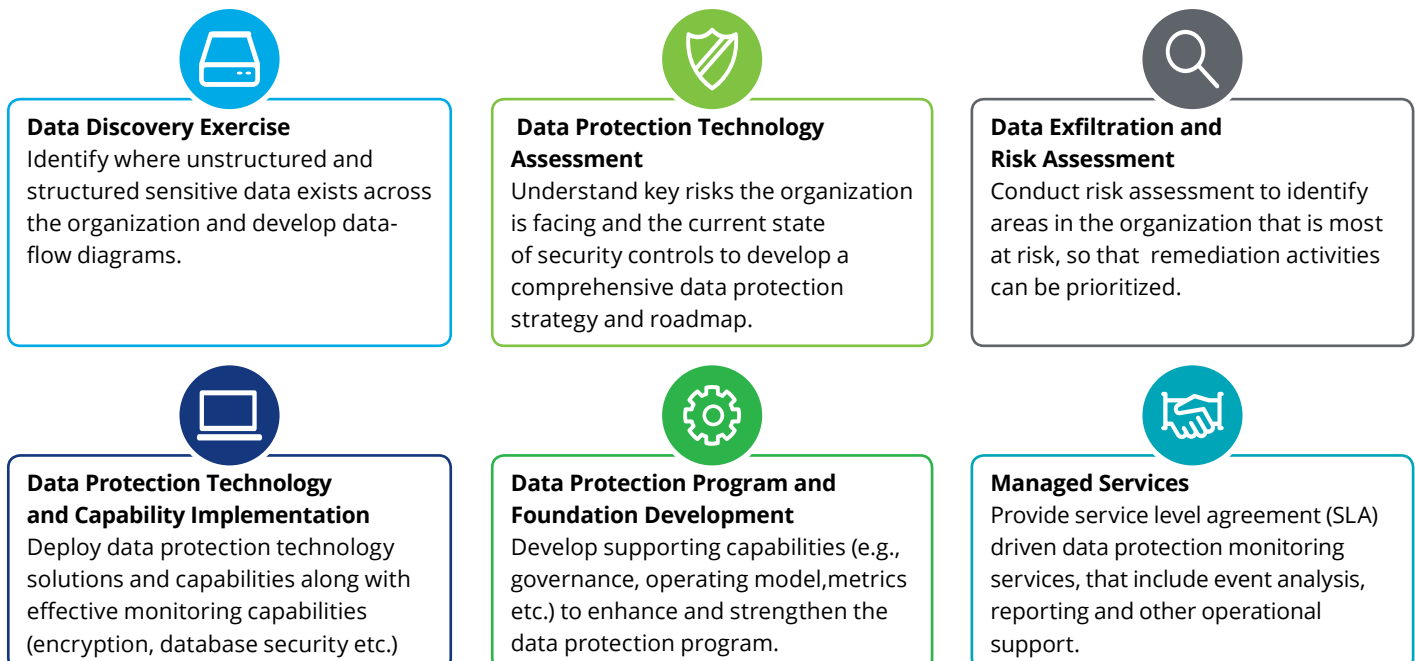 Data Discovery Exercise
Identify where unstructured and
structured sensitive data exists across
the organization and develop data-
flow diagrams.
Data Protection Technology
Assessment
Understand key risks the organization
is facing and the current state
of security controls to develop a
comprehensive data protection
strategy and roadmap.
Data Exfiltration and
Risk Assessment
Conduct risk assessment to identify
areas in the organization that is most
at risk, so that remediation activities
can be prioritized.
Data Protection Technology
and Capability Implementation
Deploy data protection technology
solutions and capabilities along with
effective monitoring capabilities
(encryption, database security etc.)
Data Protection Program and
Foundation Development
Develop supporting capabilities (e.g.,
governance, operating model,metrics
etc.) to enhance and strengthen the
data protection program.
Managed Services
Provide service level agreement (SLA)
driven data protection monitoring
services, that include event analysis,
reporting and other operational
support.